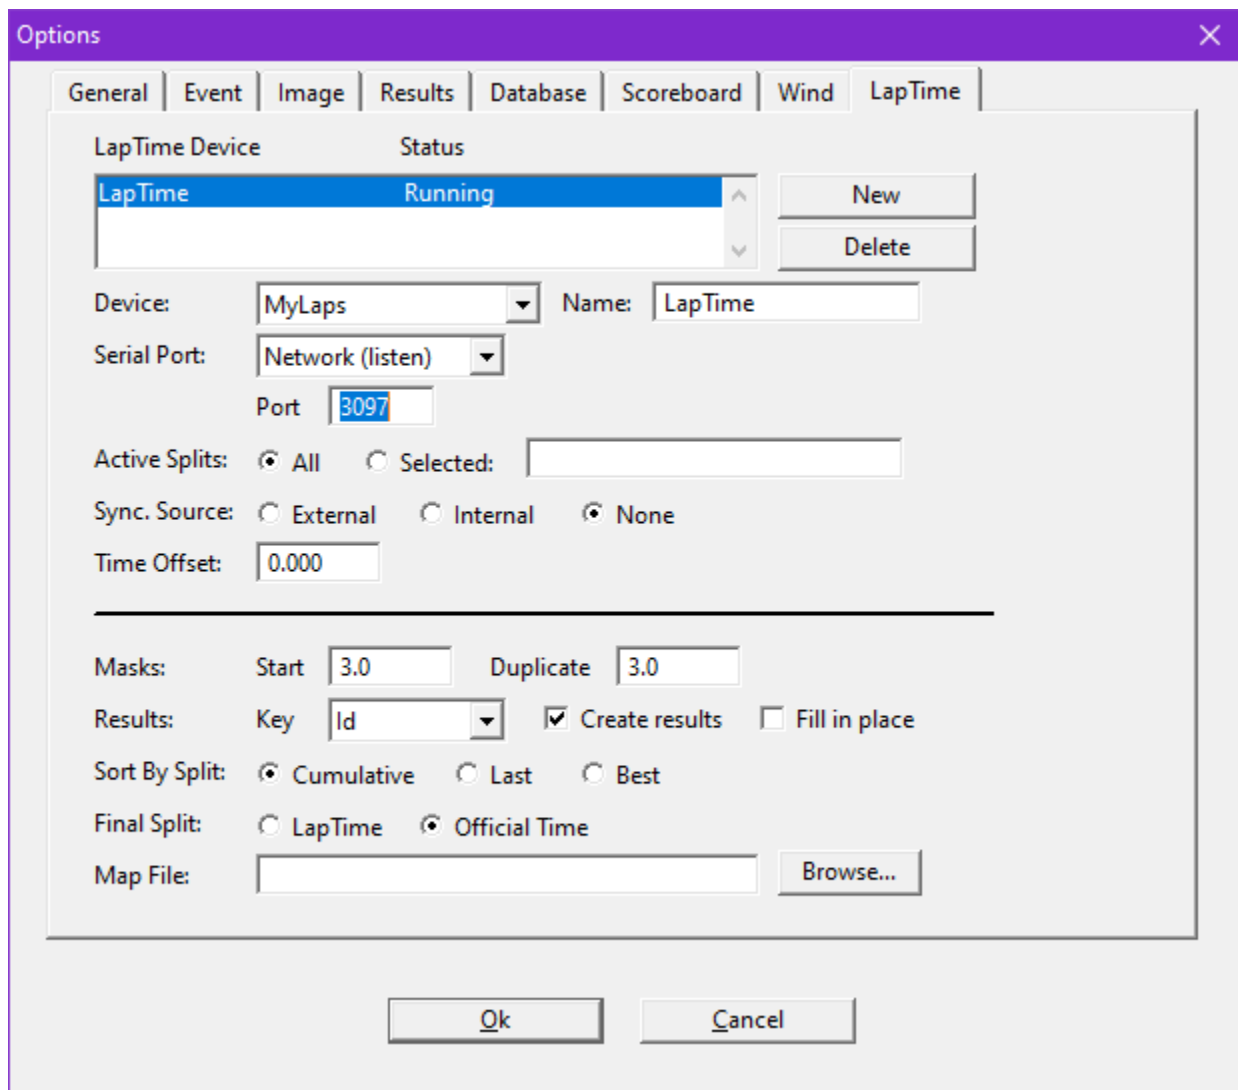 Options
General Event Image Results Database Scoreboard Wind LapTime
LapTime Device Status
LapTime Running
New
Delete
Device: MyLaps Name: LapTime
Serial Port: Network (listen)
Port 3097
Active Splits: All Selected:
Sync. Source: External Internal None
Time Offset: 0.000
Masks: Start 3.0 Duplicate 3.0
Results: Key Id Create results Fill in place
Sort By Split: Cumulative Last Best
Final Split: LapTime Official Time
Map File: Browse...
Ok Cancel